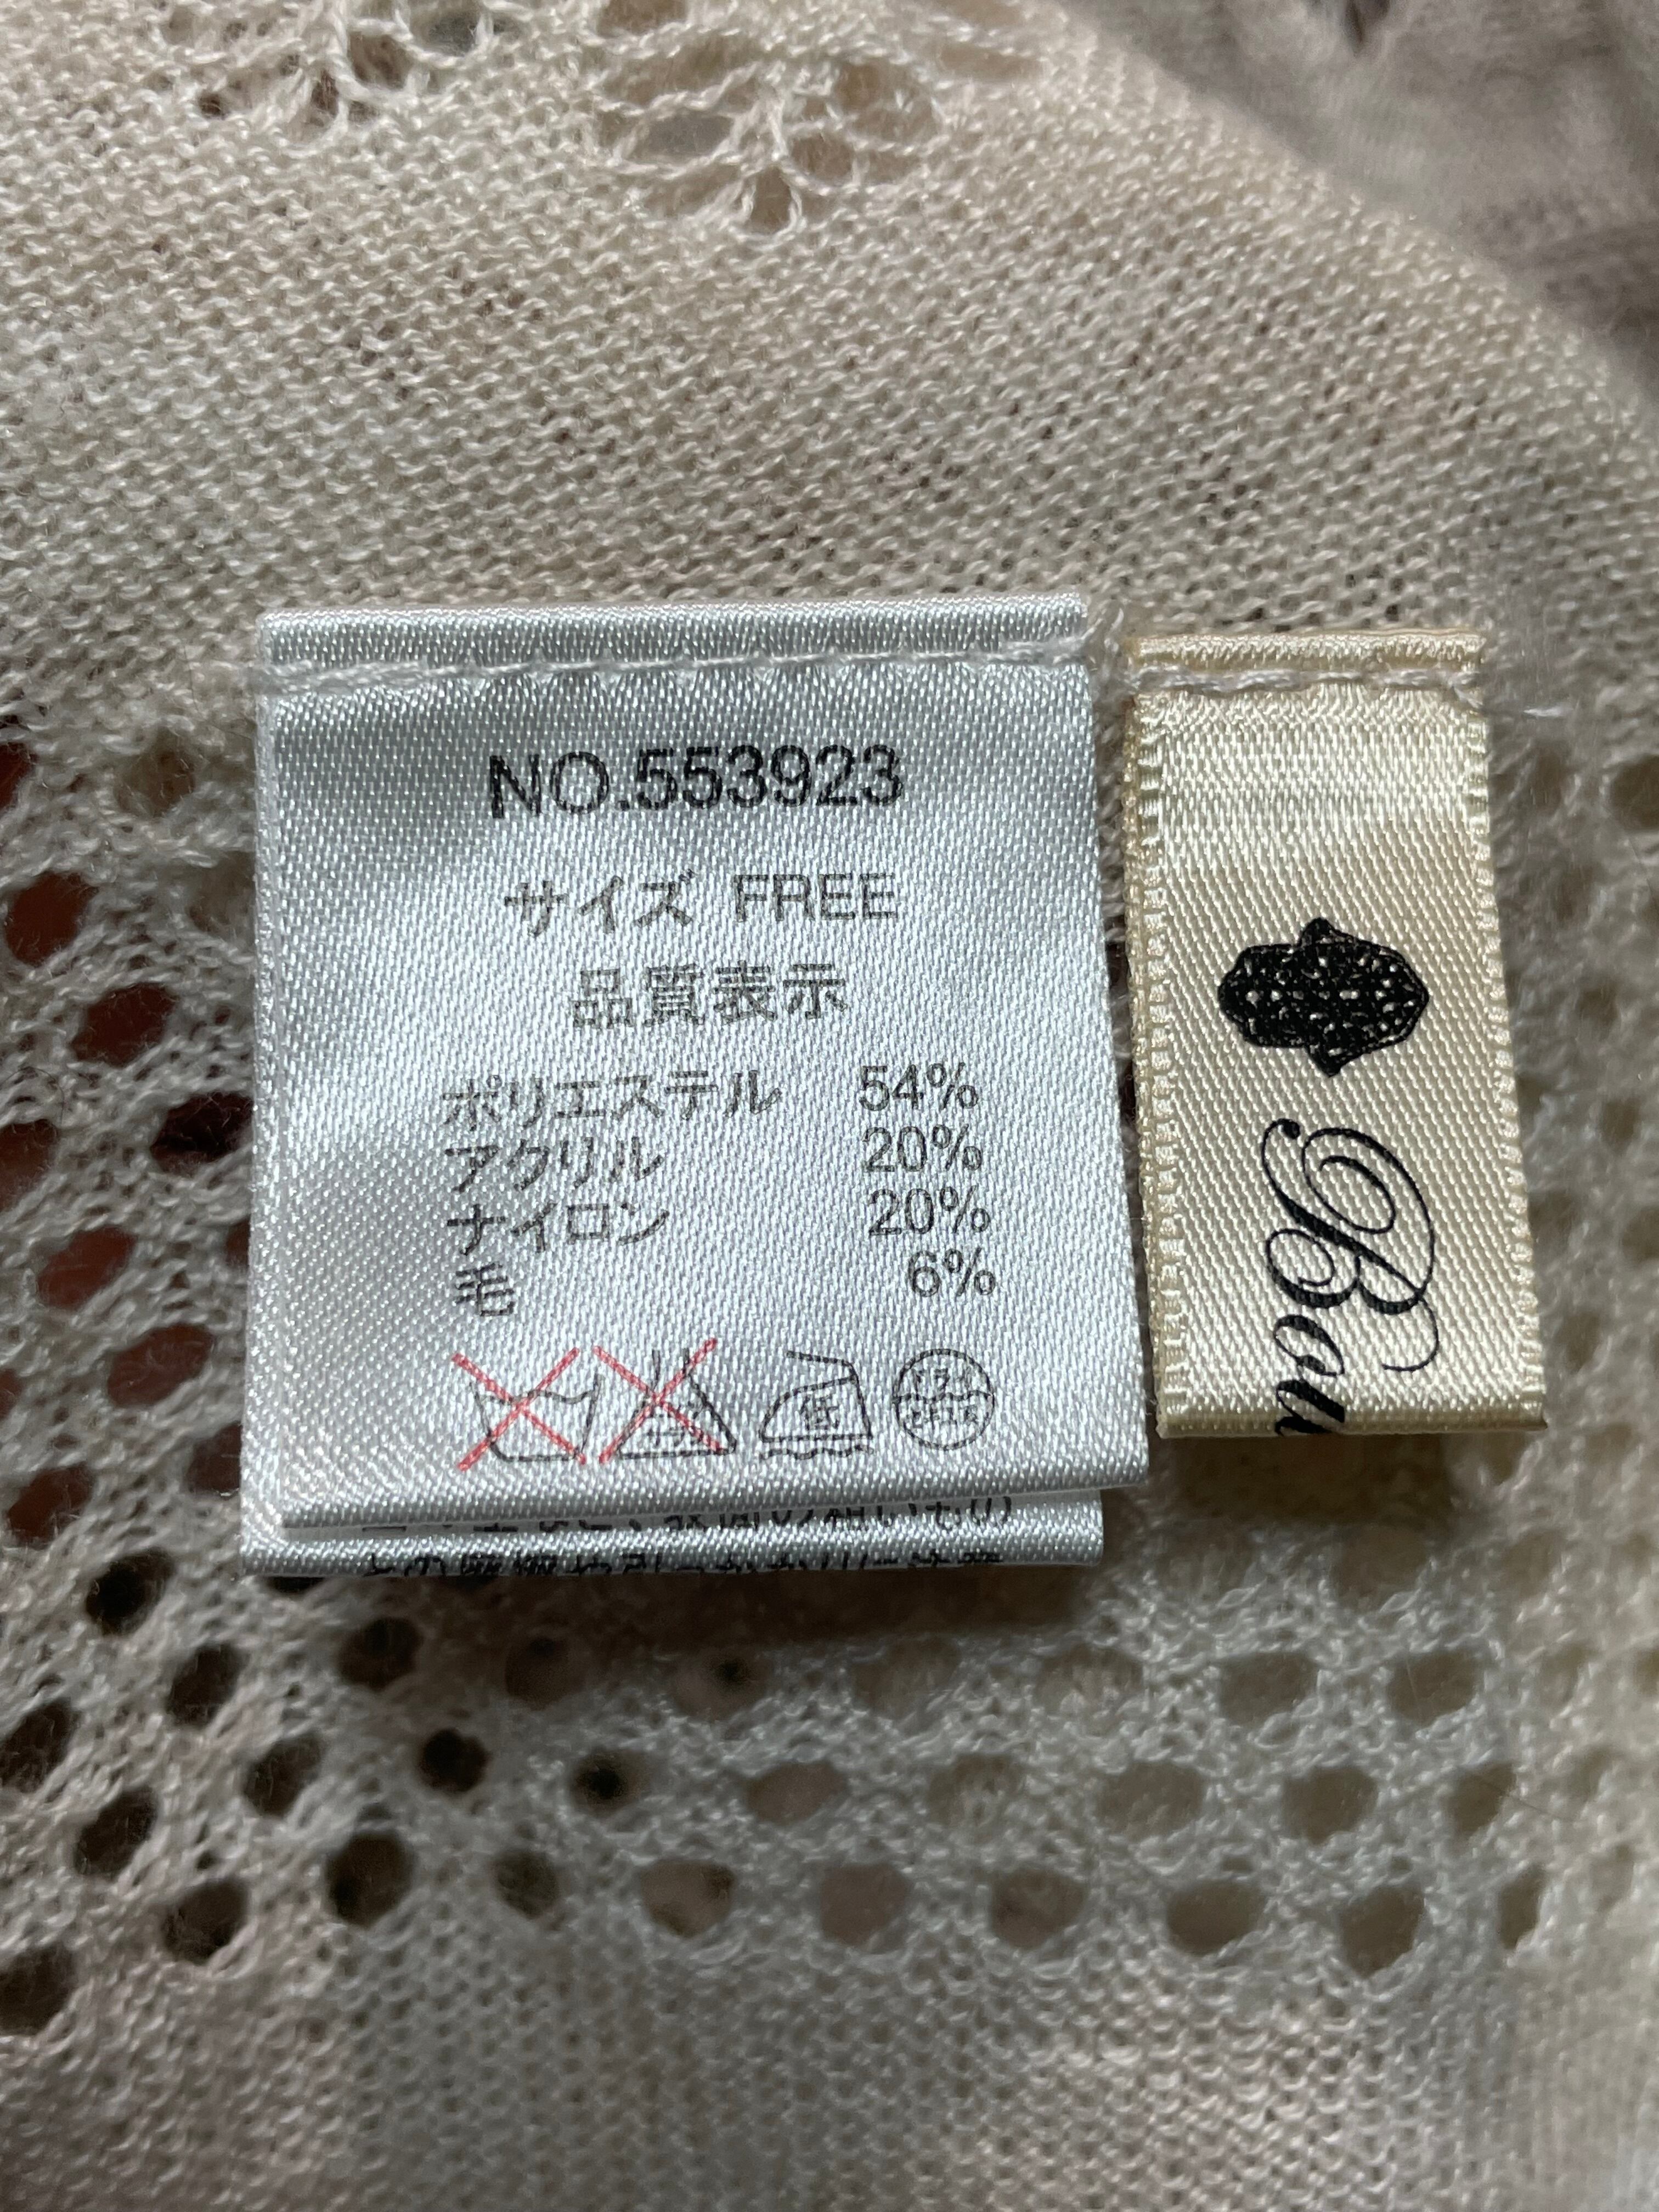 NO.553923
サイズ FREE
品質表示
ポリエステル 54%
アクリル 20%
ナイロン 20%
毛 6%
低
Bou